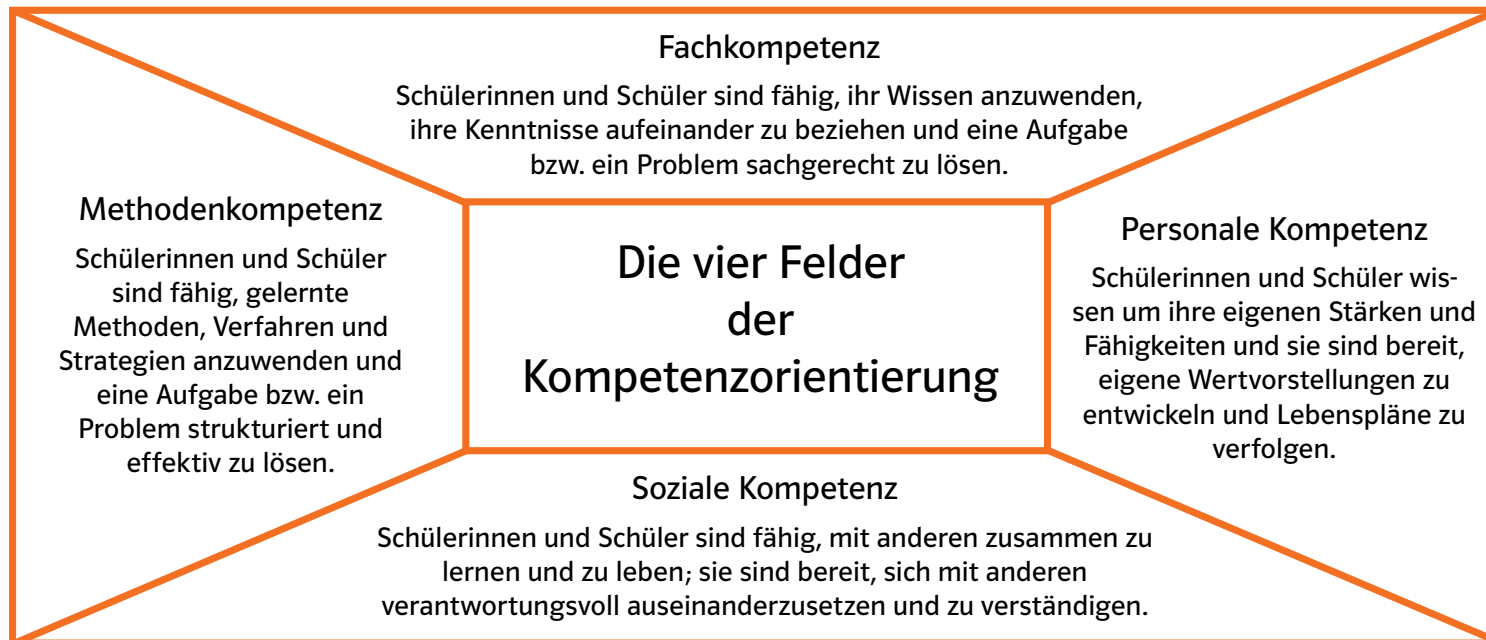 Fachkompetenz
Schülerinnen und Schüler sind fähig, ihr Wissen anzuwenden,
ihre Kenntnisse aufeinander zu beziehen und eine Aufgabe
bzw. ein Problem sachgerecht zu lösen.
Methodenkompetenz
Schülerinnen und Schüler
sind fähig, gelernte
Methoden, Verfahren und
Strategien anzuwenden und
eine Aufgabe bzw. ein
Problem strukturiert und
effektiv zu lösen.
Die vier Felder
der
Kompetenzorientierung
Personale Kompetenz
Schülerinnen und Schüler wis-
sen um ihre eigenen Stärken und
Fähigkeiten und sie sind bereit,
eigene Wertvorstellungen zu
entwickeln und Lebenspläne zu
verfolgen.
Soziale Kompetenz
Schülerinnen und Schüler sind fähig, mit anderen zusammen zu
lernen und zu leben; sie sind bereit, sich mit anderen
verantwortungsvoll auseinanderzusetzen und zu verständigen.